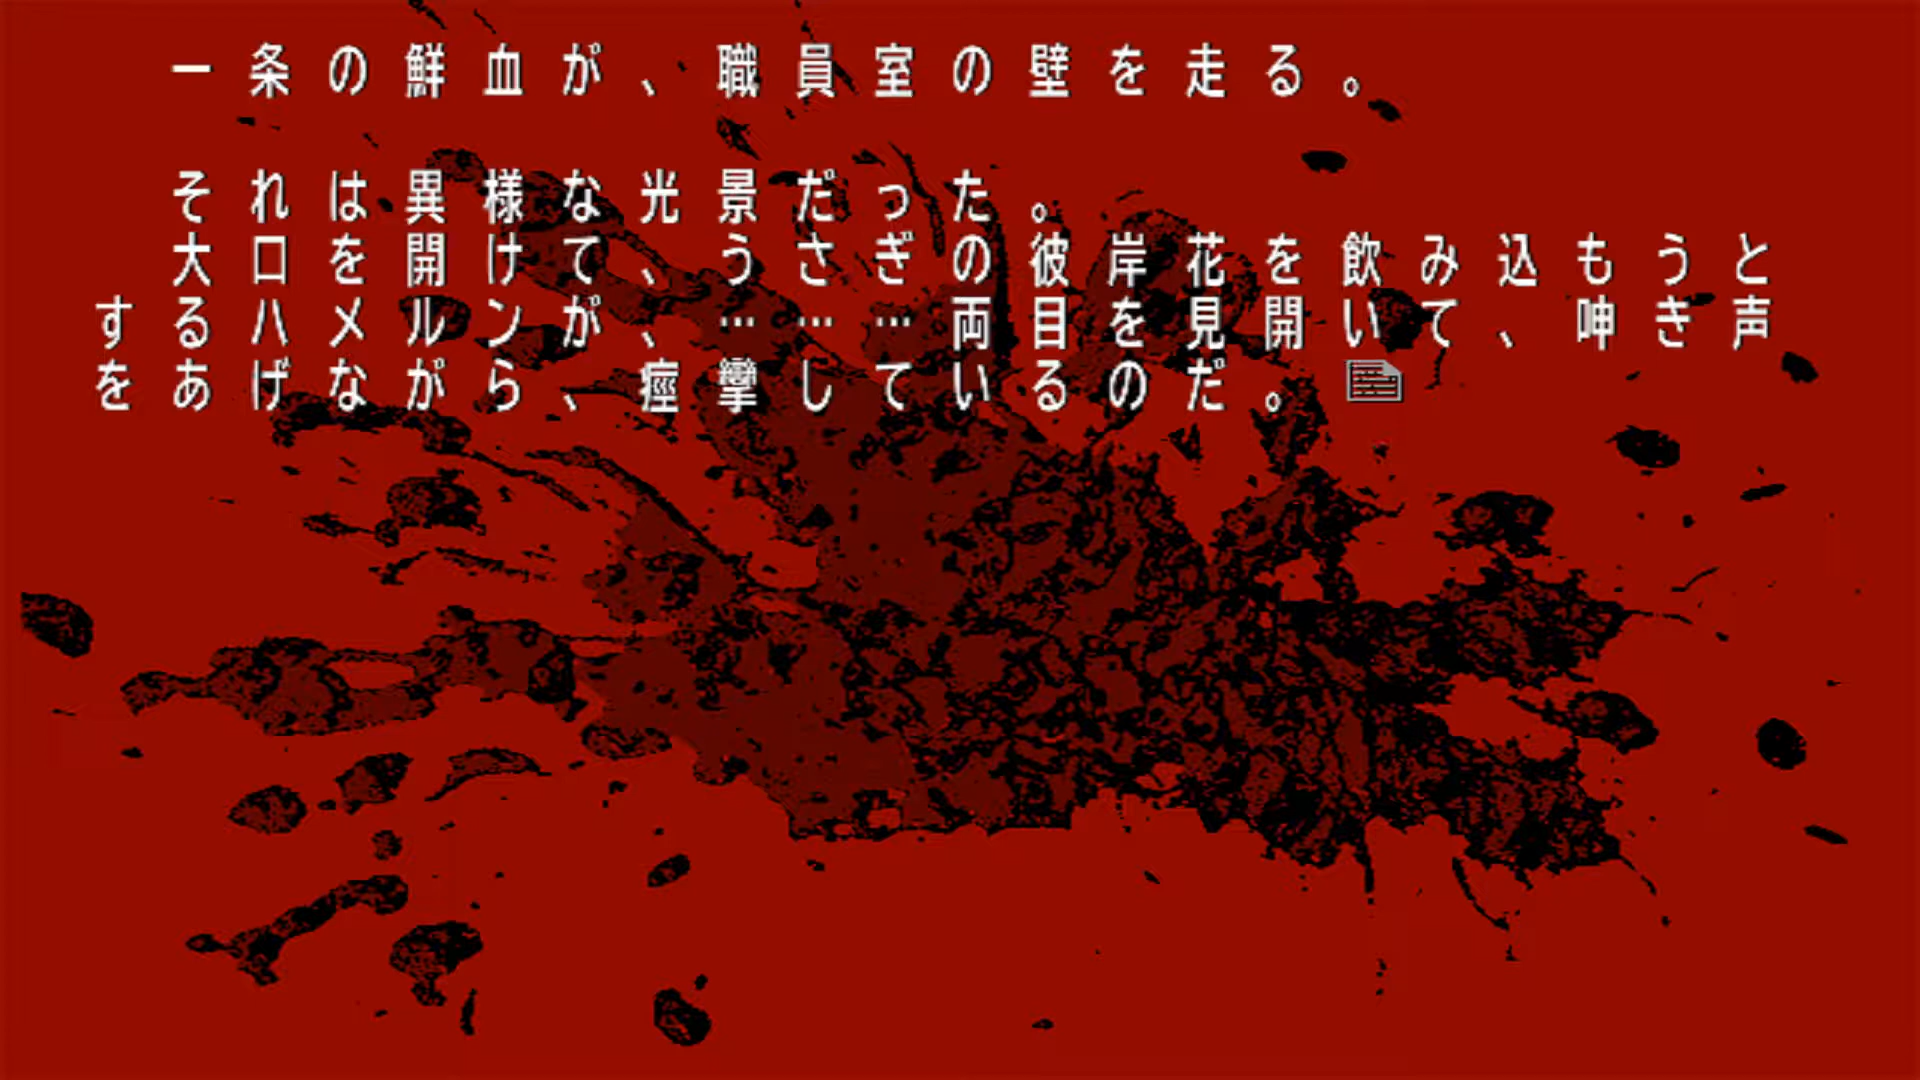 一条の鮮血が、職員室の壁を走る。
それは異様な光景だった。
大口を開けて、うさぎの彼岸花を飲み込もうと
するハメルンが、………両目を見開いて、呻き声
をあげながら、痙攣しているのだ。